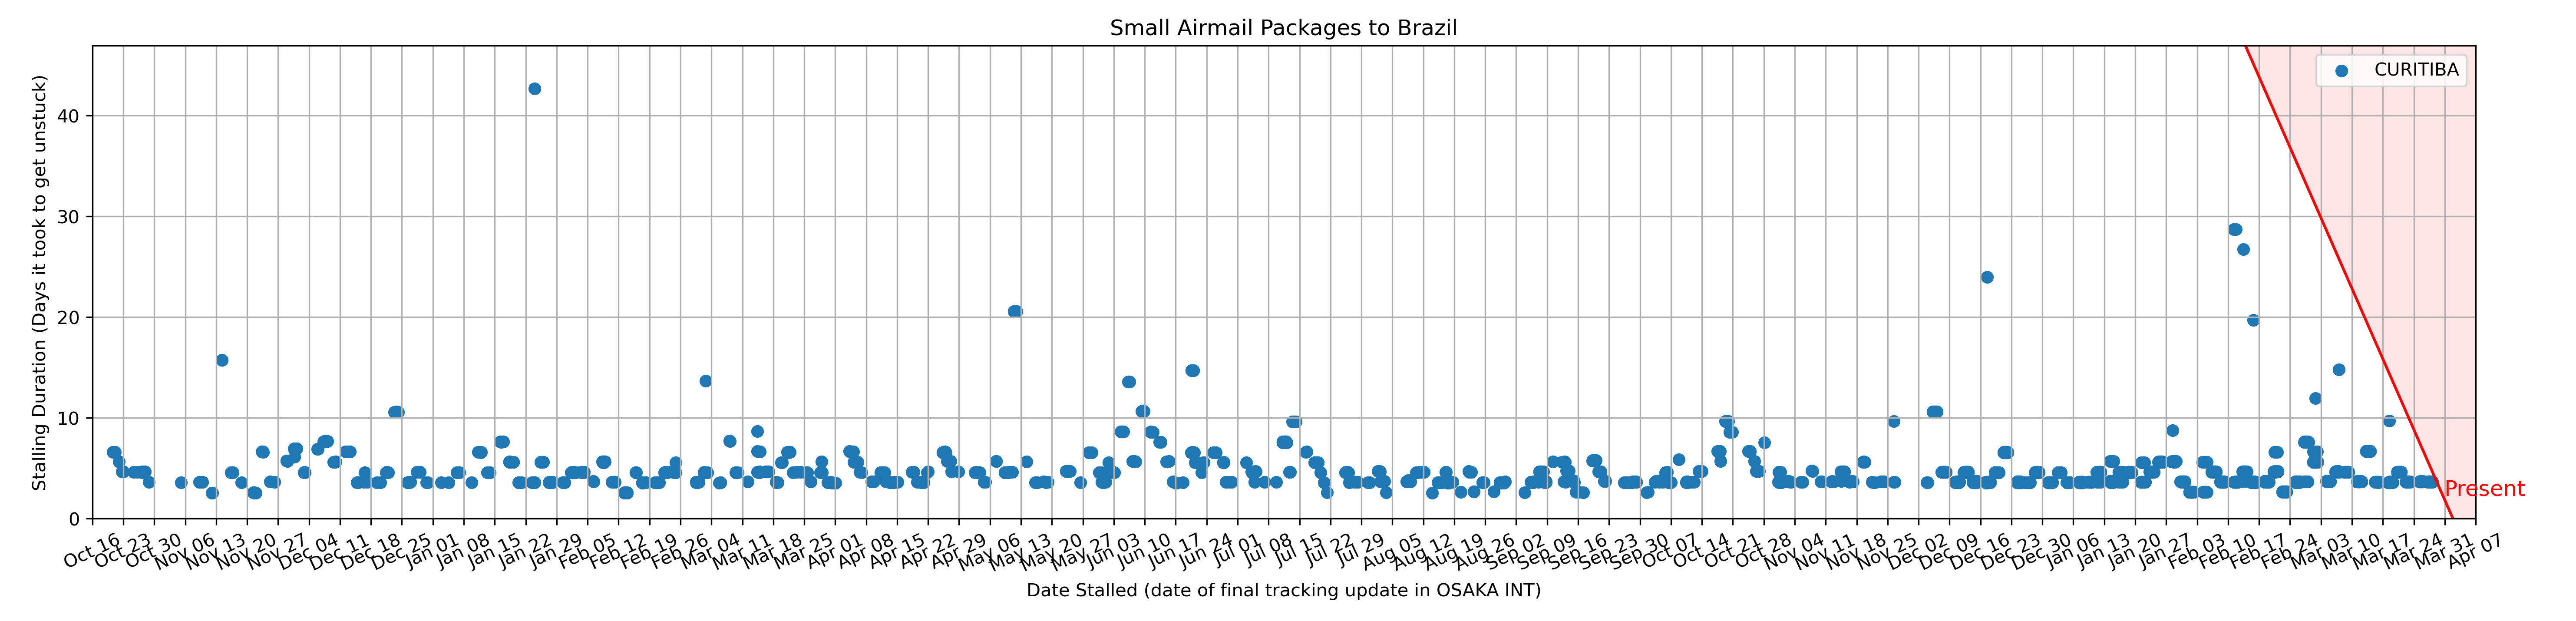 Small Airmail Packages to Brazil
CURITIBA
Stalling Duration (Days it took to get unstuck)
40
30
20
10
0
Present
Oct 16
Oct 23
Oct 30
Nov 06
Nov 13
Nov 20
Nov 27
Dec 04
Dec 11
Dec 18
Dec 25
Jan 01
Jan 08
Jan 15
Jan 22
Jan 29
Feb 05
Feb 12
Feb 19
Feb 26
Mar 04
Mar 11
Mar 18
Mar 25
Apr 01
Apr 08
Apr 15
Apr 22
Apr 29
May 06
May 13
May 20
May 27
Jun 03
Jun 10
Jun 17
Jun 24
Jul 01
Jul 08
Jul 15
Jul 22
Jul 29
Aug 05
Aug 12
Aug 19
Aug 26
Sep 02
Sep 09
Sep 16
Sep 23
Sep 30
Oct 07
Oct 14
Oct 21
Oct 28
Nov 04
Nov 11
Nov 18
Nov 25
Dec 02
Dec 09
Dec 16
Dec 23
Dec 30
Jan 06
Jan 13
Jan 20
Jan 27
Feb 03
Feb 10
Feb 17
Feb 24
Mar 03
Mar 10
Mar 17
Mar 24
Mar 31
Apr 07
Date Stalled (date of final tracking update in OSAKA INT)